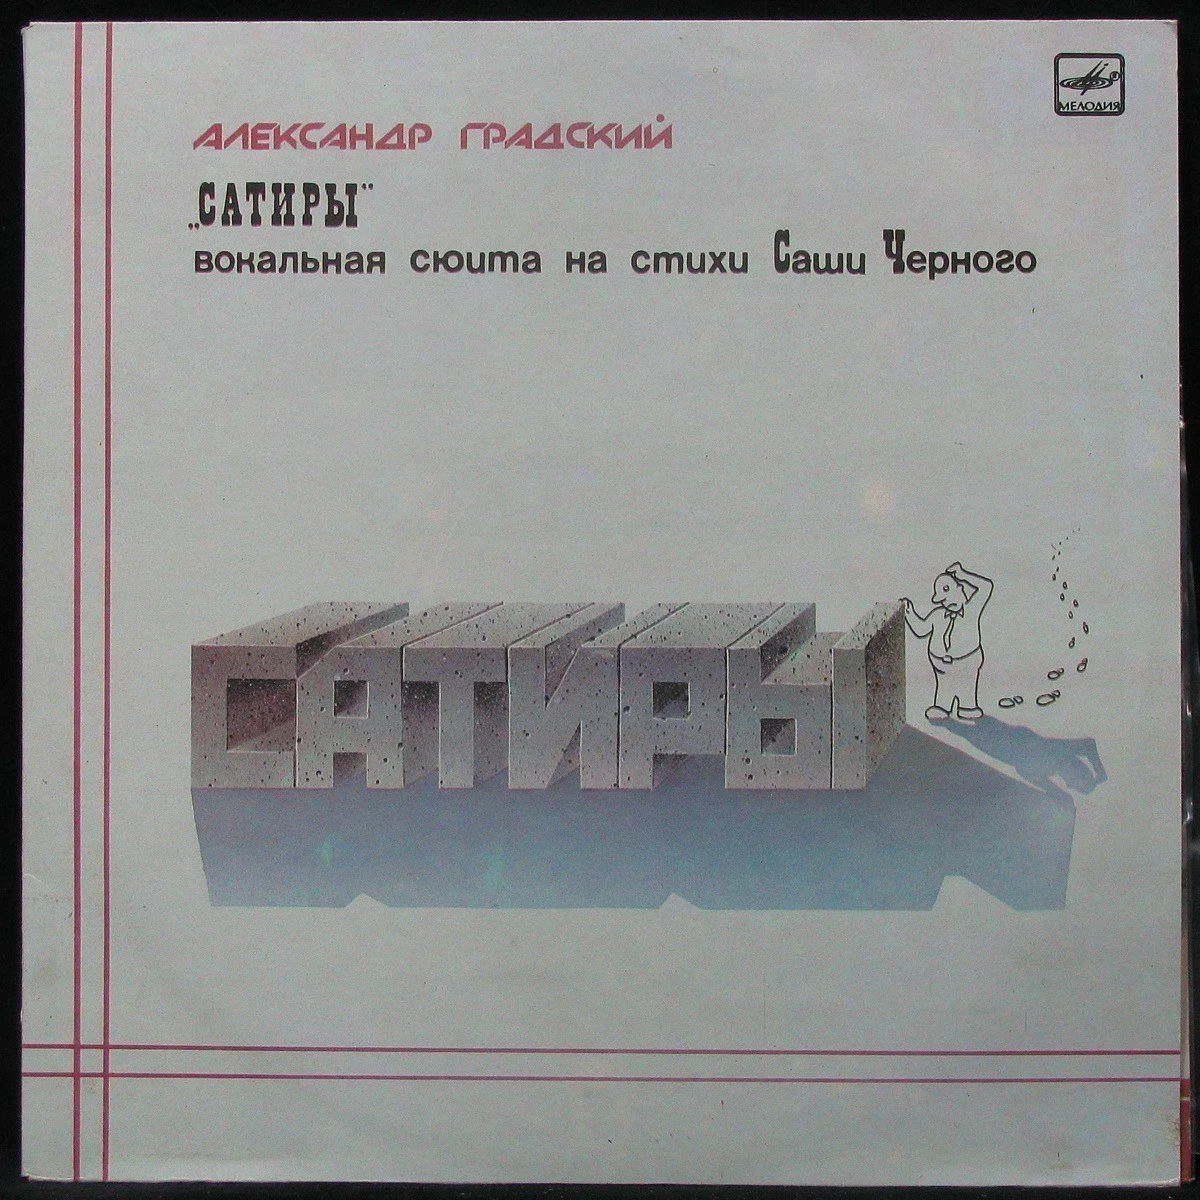 МЕЛОДИЯ
АЛЕКСАНДР ГРАДСКИЙ
„САТИРЫ“
вокальная сюита на стихи Саши Черного
САТИРЫ